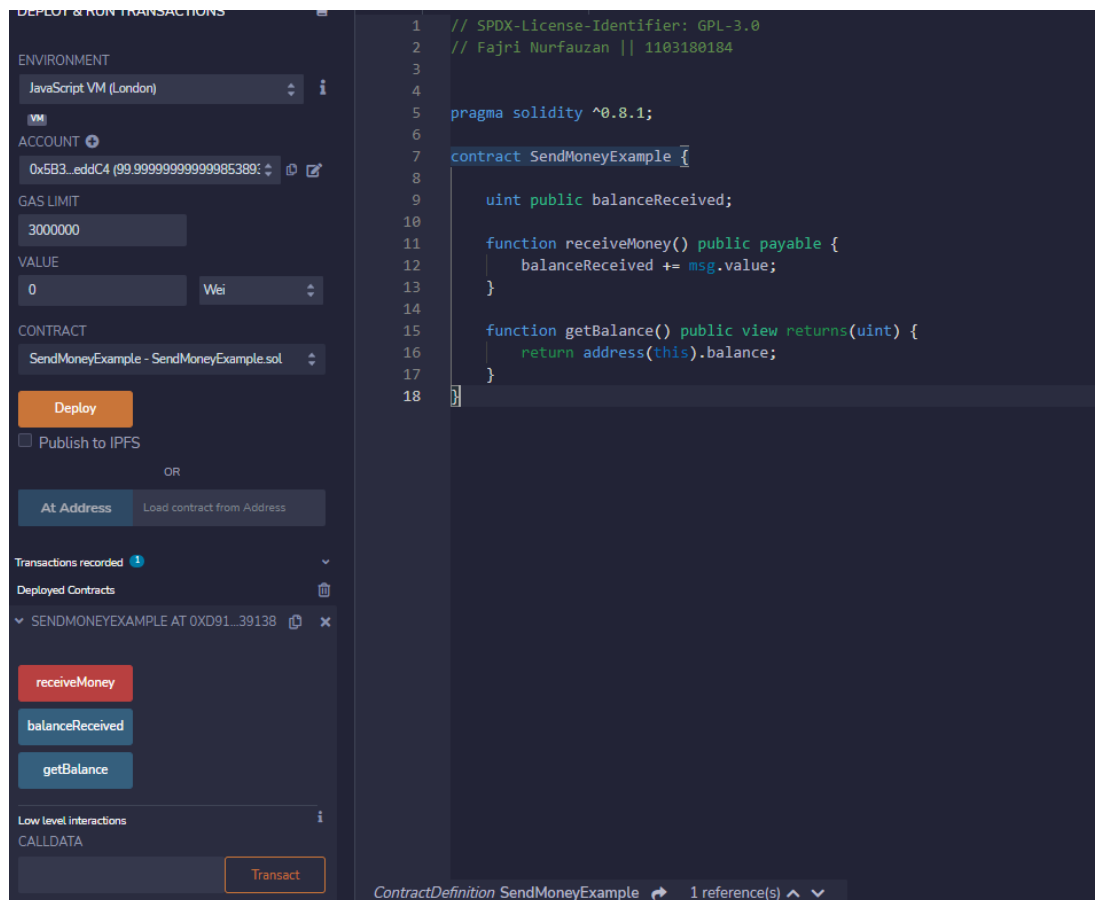 DEPLOY & RUN TRANSACTIONS
ENVIRONMENT
JavaScript VM (London)
VM
ACCOUNT
0x5B3...eddC4 (99.999999999999853893
GAS LIMIT
3000000
VALUE
0 Wei
CONTRACT
SendMoneyExample - SendMoneyExample.sol
Deploy
Publish to IPFS
OR
At Address Load contract from Address
Transactions recorded 1
Deployed Contracts
SENDMONEYEXAMPLE AT 0XD91...39138
receiveMoney
balanceReceived
getBalance
Low level interactions
CALLDATA
Transact
1 // SPDX-License-Identifier: GPL-3.0
2 // Fajri Nurfauzan || 1103180184
3
4
5 pragma solidity ^0.8.1;
6
7 contract SendMoneyExample {
8
9 uint public balanceReceived;
10
11 function receiveMoney() public payable {
12 balanceReceived += msg.value;
13 }
14
15 function getBalance() public view returns(uint) {
16 return address(this).balance;
17 }
18 }
ContractDefinition SendMoneyExample 1 reference(s)